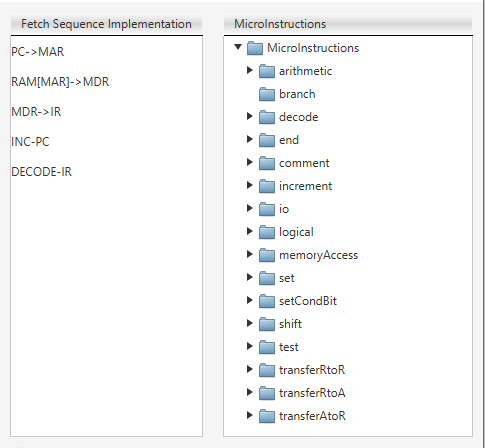 Fetch Sequence Implementation
PC->MAR
RAM[MAR]->MDR
MDR->IR
INC-PC
DECODE-IR
MicroInstructions
MicroInstructions
arithmetic
branch
decode
end
comment
increment
io
logical
memoryAccess
set
setCondBit
shift
test
transferRtoR
transferRtoA
transferAtoR